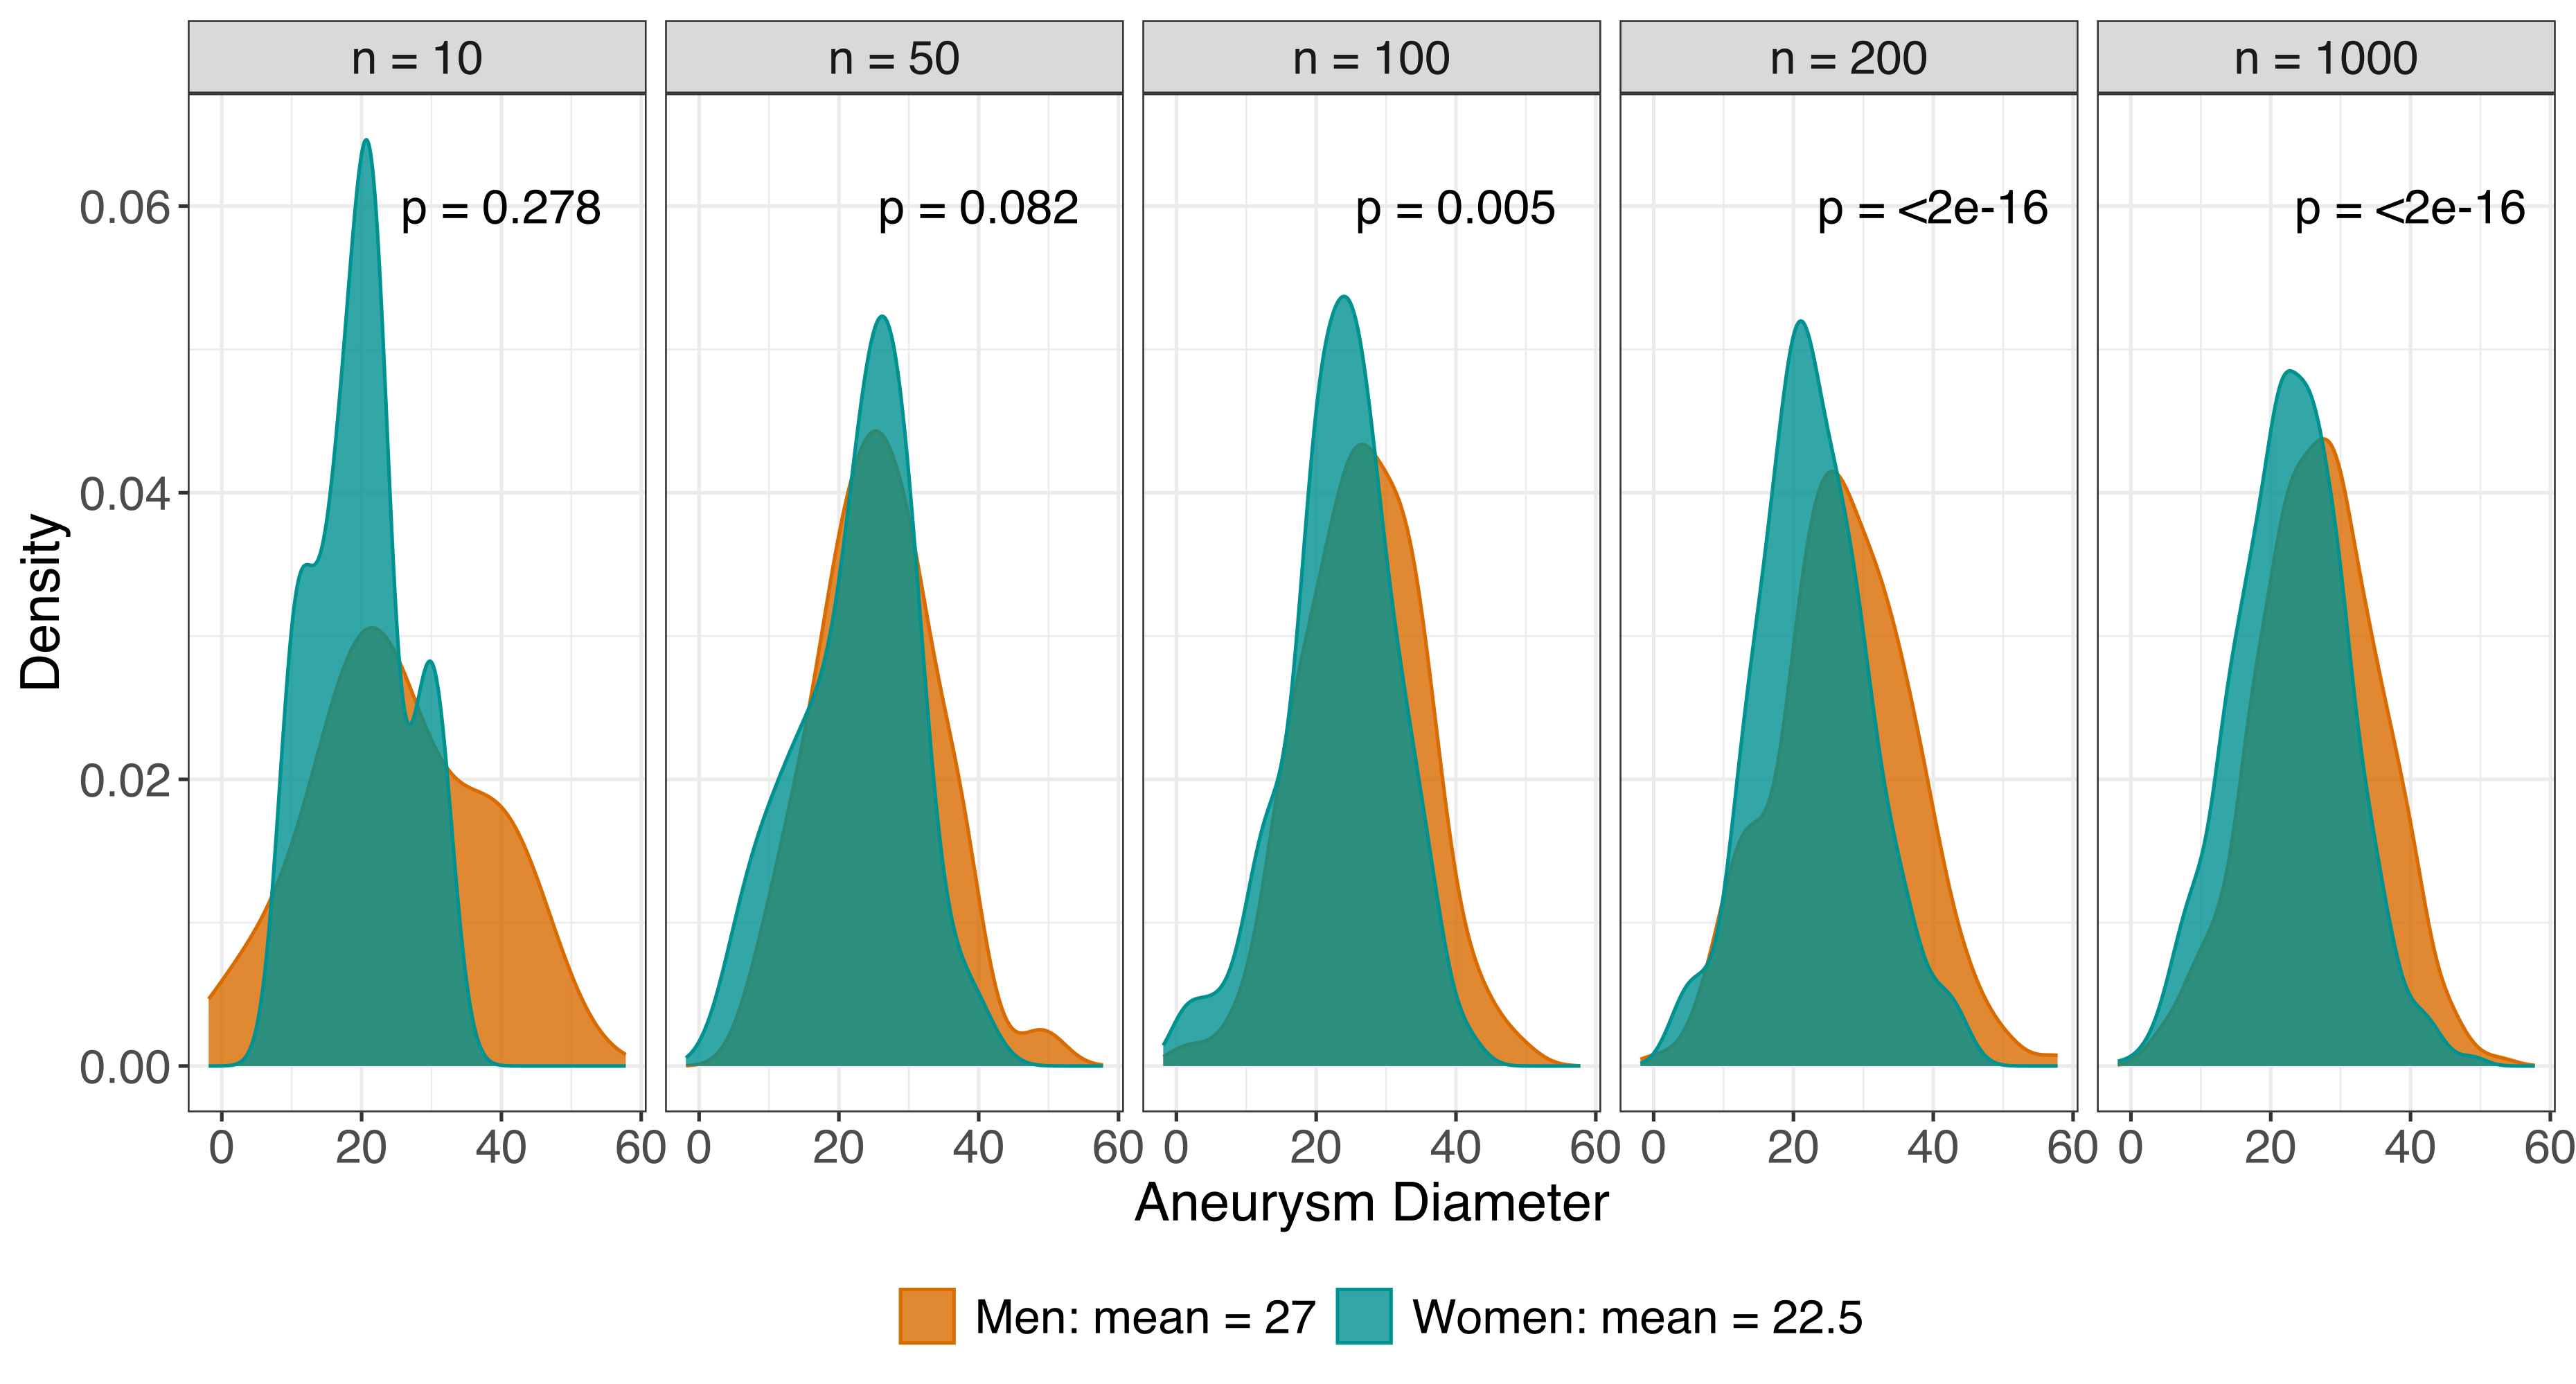 n = 10 n = 50 n = 100 n = 200 n = 1000
p = 0.278 p = 0.082 p = 0.005 p = <2e-16 p = <2e-16
0.06
0.04
Density
0.02
0.00
0 20 40 60 0 20 40 60 0 20 40 60 0 20 40 60 0 20 40 60
Aneurysm Diameter
Men: mean = 27 Women: mean = 22.5